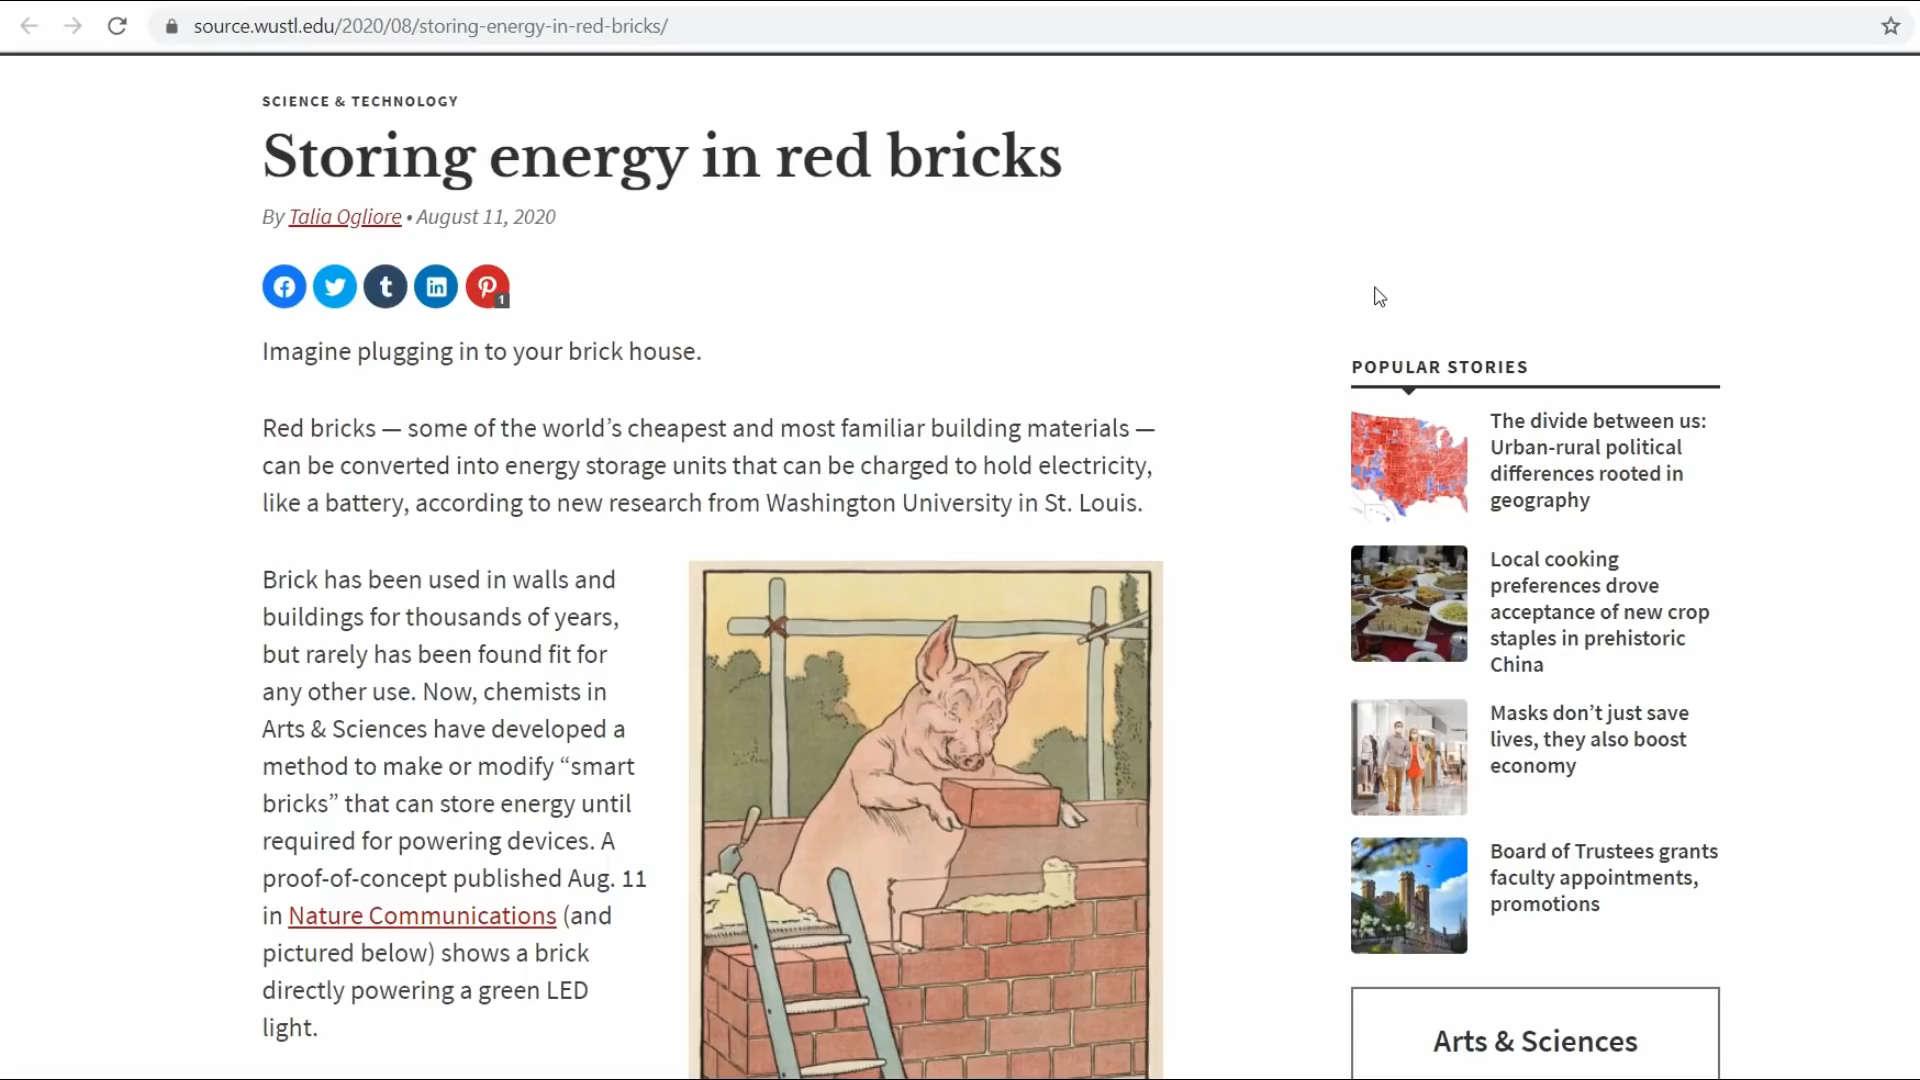 source.wustl.edu/2020/08/storing-energy-in-red-bricks/
SCIENCE & TECHNOLOGY
Storing energy in red bricks
By Talia Ogliore • August 11, 2020
1
Imagine plugging in to your brick house.
Red bricks — some of the world’s cheapest and most familiar building materials —
can be converted into energy storage units that can be charged to hold electricity,
like a battery, according to new research from Washington University in St. Louis.
Brick has been used in walls and
buildings for thousands of years,
but rarely has been found fit for
any other use. Now, chemists in
Arts & Sciences have developed a
method to make or modify “smart
bricks” that can store energy until
required for powering devices. A
proof-of-concept published Aug. 11
in Nature Communications (and
pictured below) shows a brick
directly powering a green LED
light.
POPULAR STORIES
The divide between us:
Urban-rural political
differences rooted in
geography
Local cooking
preferences drove
acceptance of new crop
staples in prehistoric
China
Masks don’t just save
lives, they also boost
economy
Board of Trustees grants
faculty appointments,
promotions
Arts & Sciences